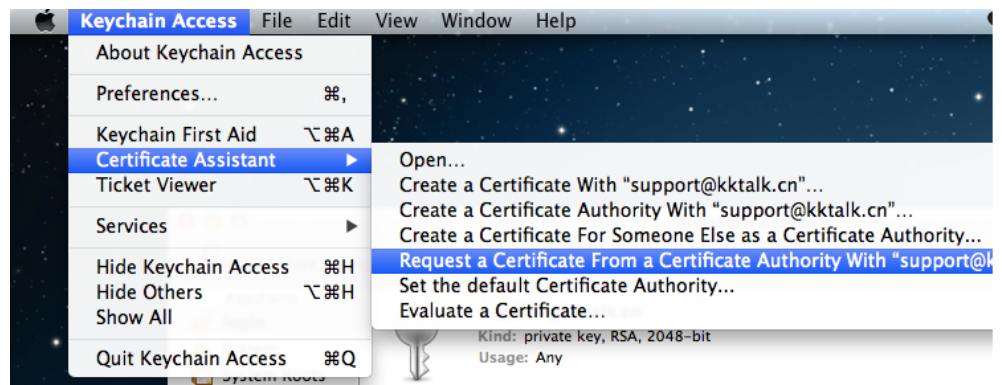 Keychain Access File Edit View Window Help
About Keychain Access
Preferences... ⌘,
Keychain First Aid ⌥⌘A
Certificate Assistant ▶
Ticket Viewer ⌥⌘K
Services ▶
Hide Keychain Access ⌘H
Hide Others ⌥⌘H
Show All
Quit Keychain Access ⌘Q
Open...
Create a Certificate With “support@kktalk.cn”...
Create a Certificate Authority With “support@kktalk.cn”...
Create a Certificate For Someone Else as a Certificate Authority...
Request a Certificate From a Certificate Authority With “support@k
Set the default Certificate Authority...
Evaluate a Certificate...
Kind: private key, RSA, 2048-bit
Usage: Any
System Roots